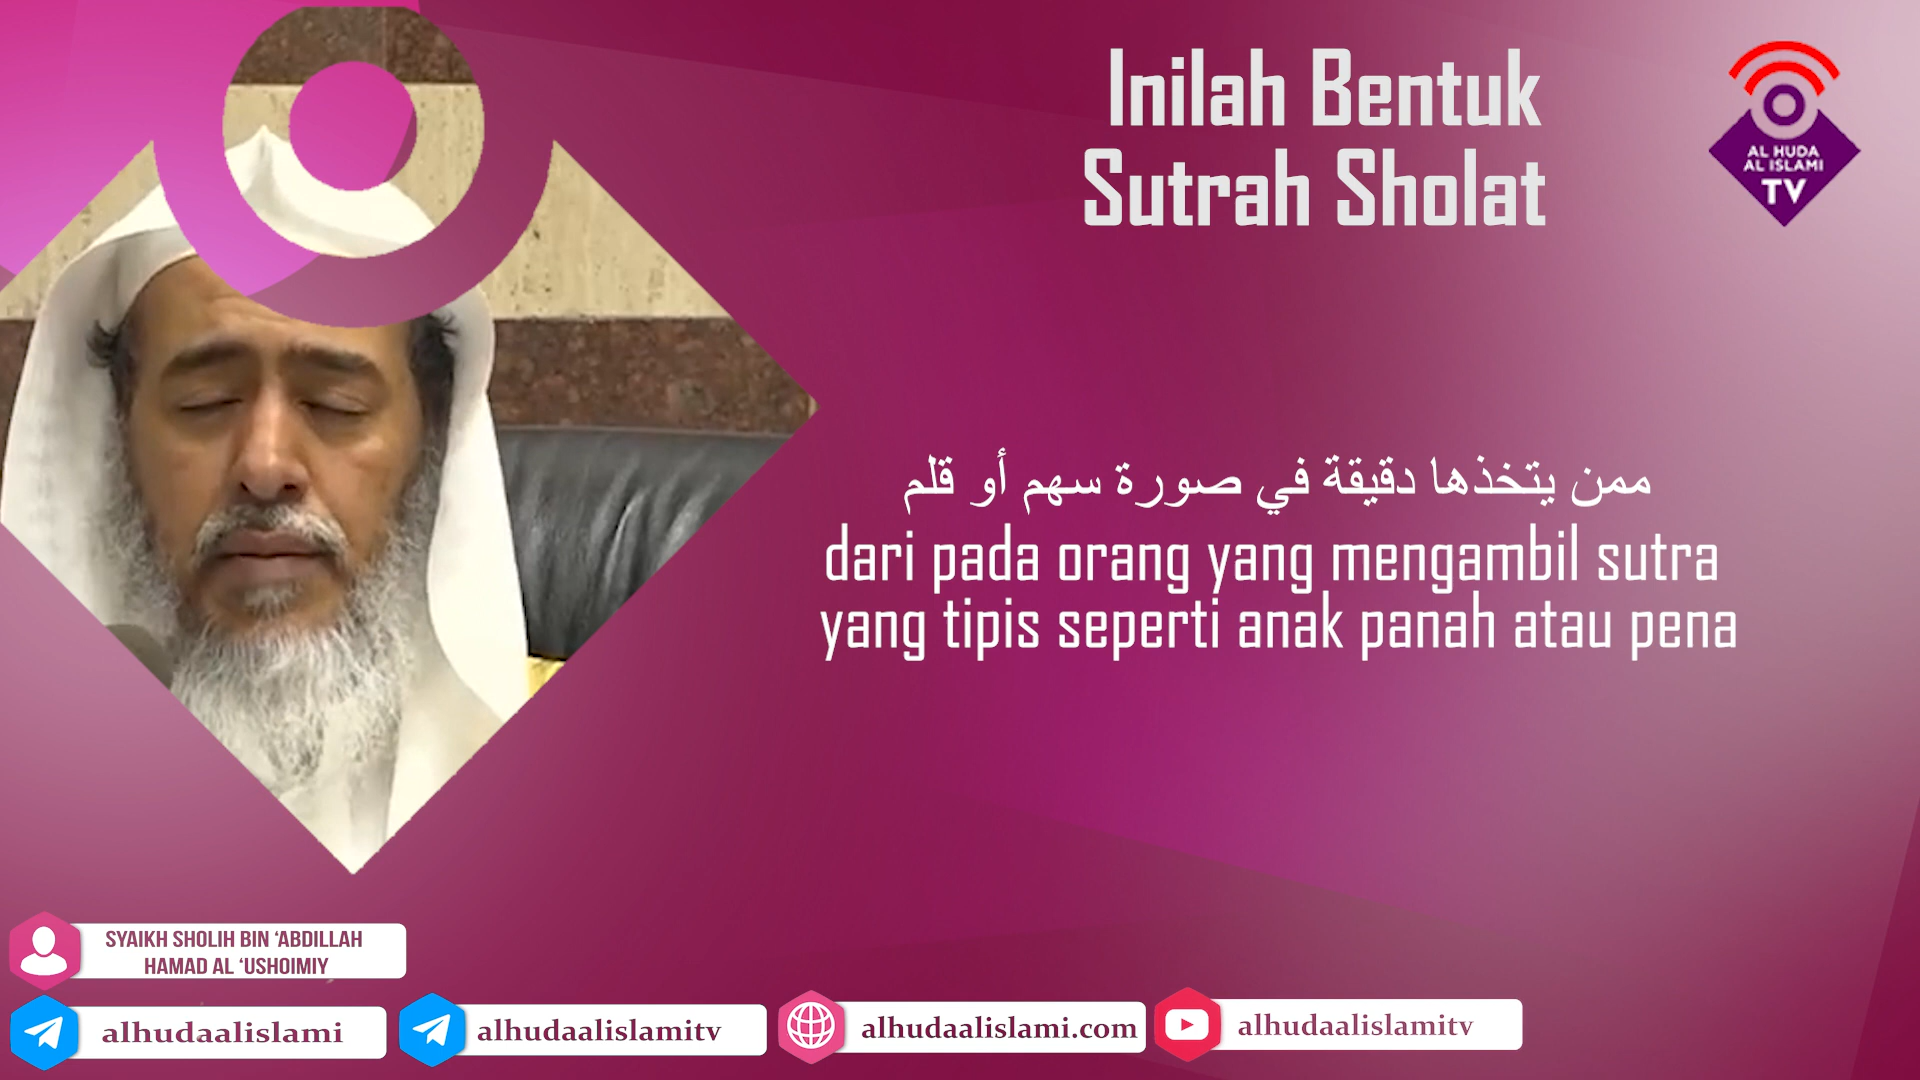 Inilah Bentuk
Sutrah Sholat
AL HUDA
AL ISLAMI
TV
ممن يتخذها دقيقة في صورة سهم أو قلم
dari pada orang yang mengambil sutra
yang tipis seperti anak panah atau pena
SYAIKH SHOLIH BIN ‘ABDILLAH
HAMAD AL ‘USHOIMIY
alhudaalislami
alhudaalislamitv
alhudaalislami.com
alhudaalislamitv